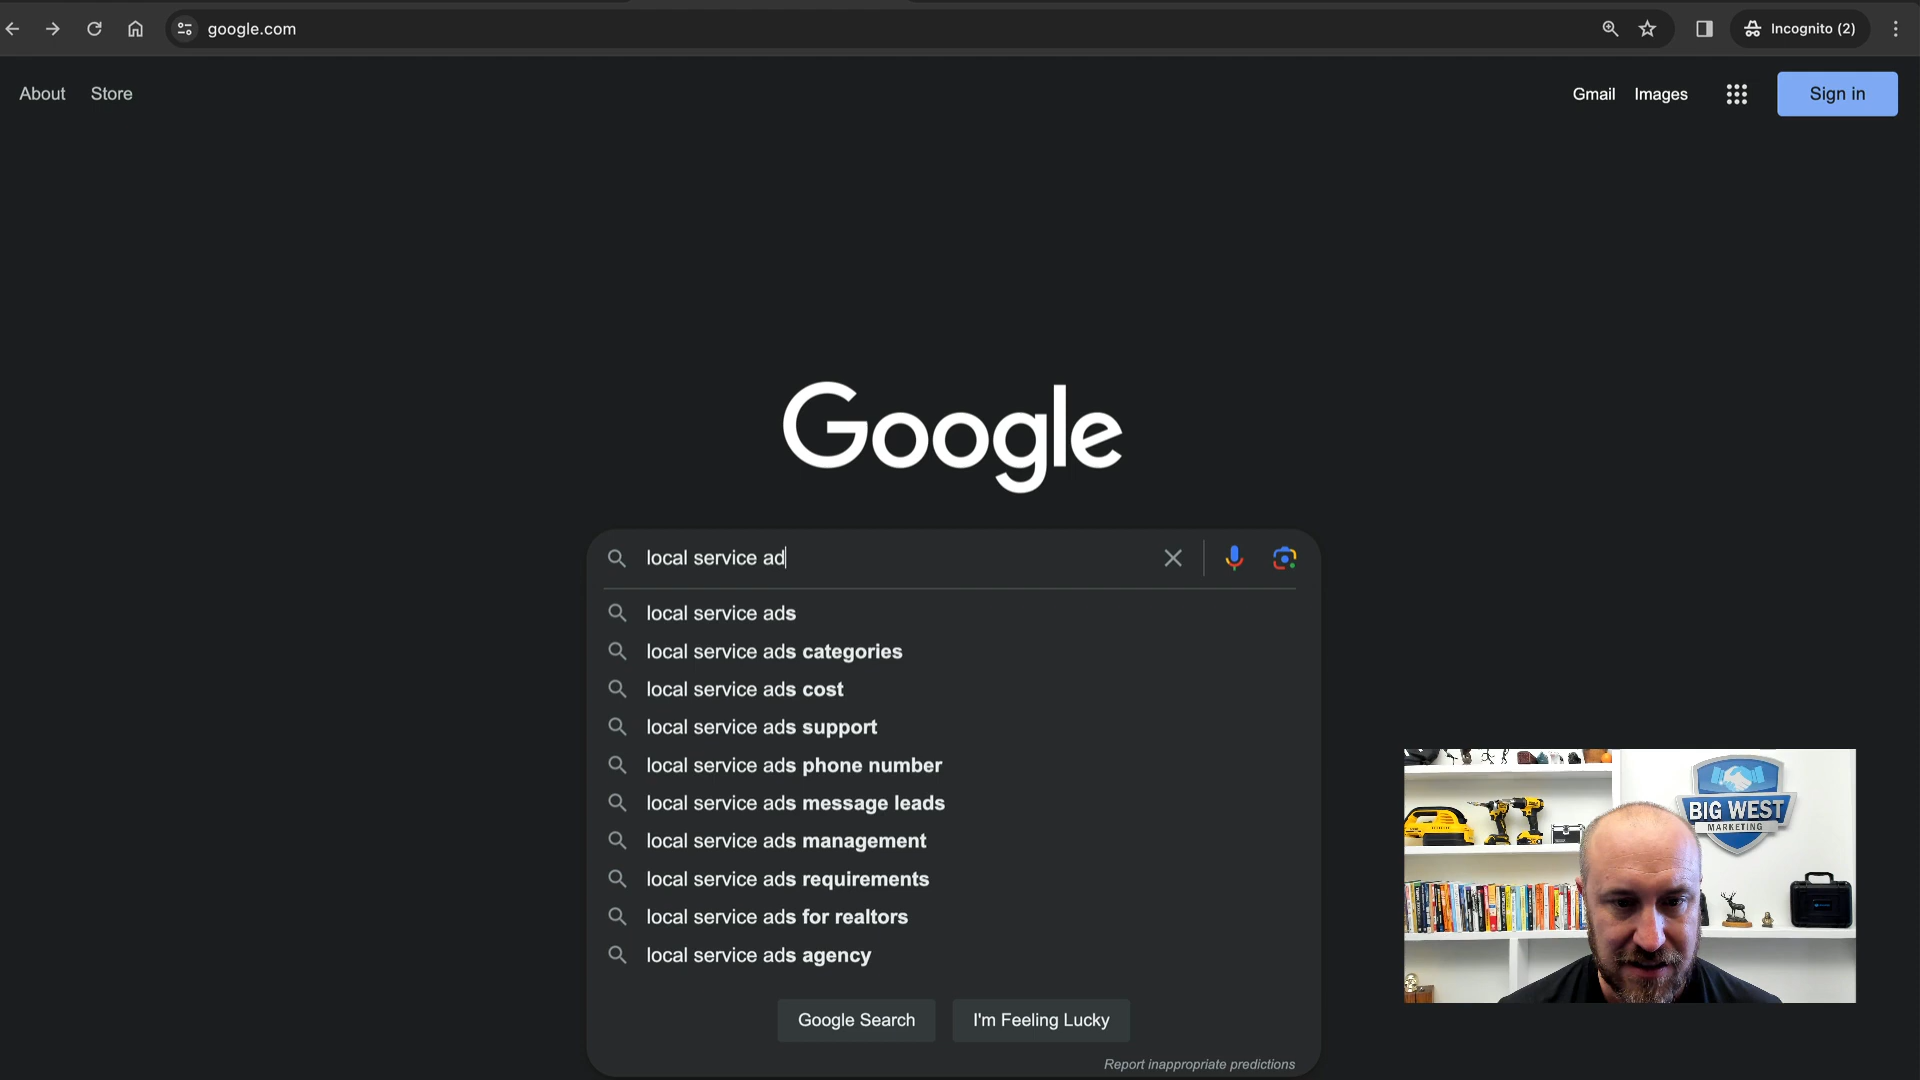 google.com
Incognito (2)
About
Store
Gmail
Images
Sign in
Google
local service ad
local service ads
local service ads categories
local service ads cost
local service ads support
local service ads phone number
local service ads message leads
local service ads management
local service ads requirements
local service ads for realtors
local service ads agency
Google Search
I'm Feeling Lucky
Report inappropriate predictions
BIG WEST
MARKETING